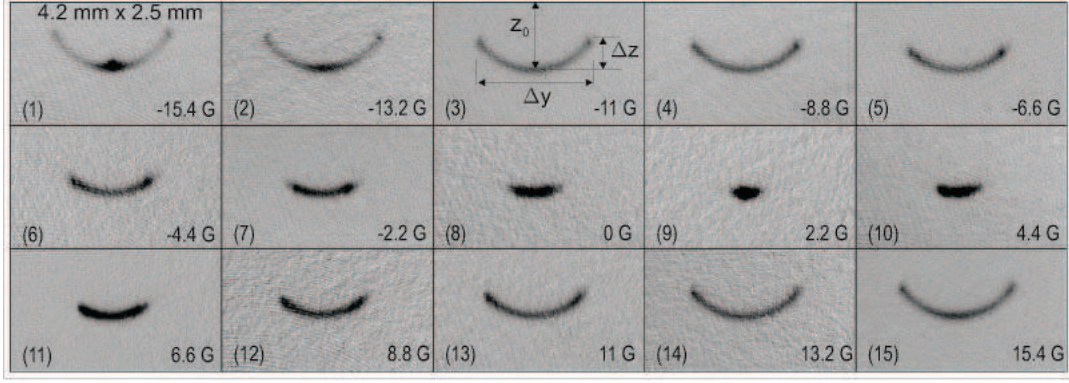 4.2 mm x 2.5 mm
(1) -15.4 G
(2) -13.2 G
z₀
Δz
Δy
(3) -11 G
(4) -8.8 G
(5) -6.6 G
(6) -4.4 G
(7) -2.2 G
(8) 0 G
(9) 2.2 G
(10) 4.4 G
(11) 6.6 G
(12) 8.8 G
(13) 11 G
(14) 13.2 G
(15) 15.4 G